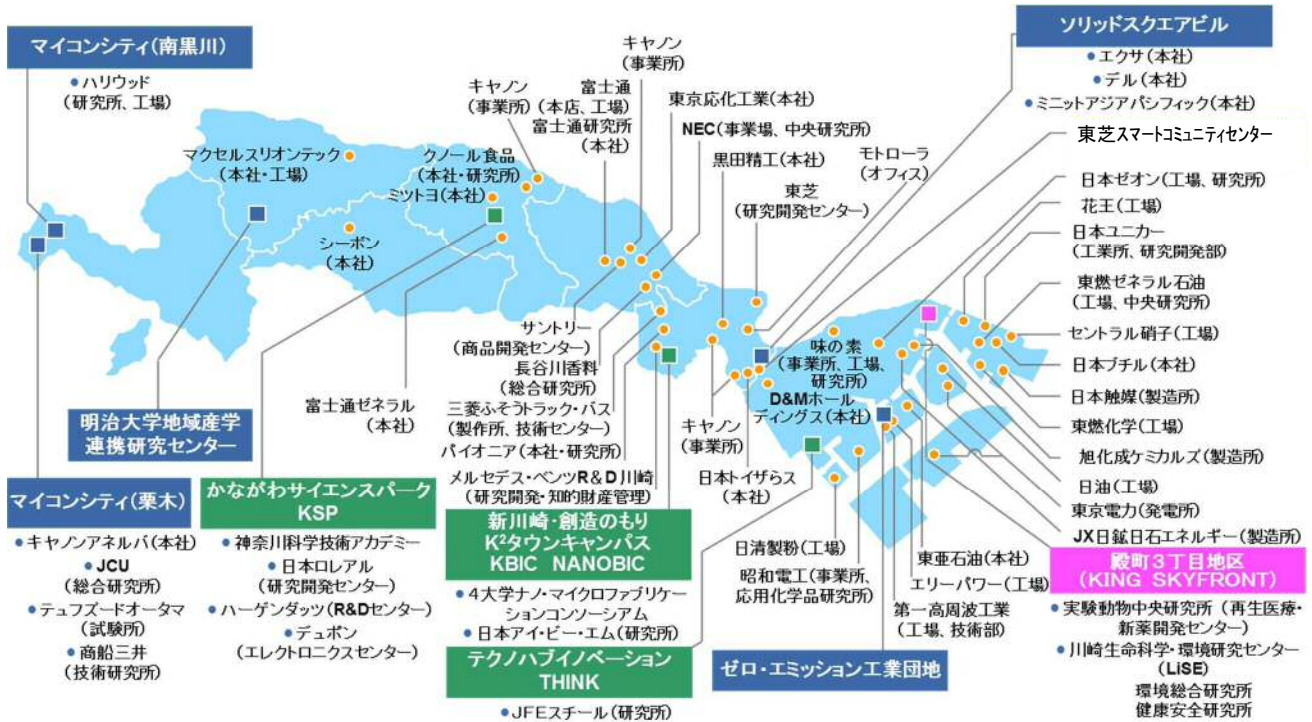 マイコンシティ(南黒川)
●ハリウッド
(研究所、工場)
マクセルスリオンテック
(本社・工場)
シーボン
(本社)
クノール食品
(本社・研究所)
ミツトヨ(本社)
キヤノン
(事業所)
富士通
(本店、工場)
富士通研究所
(本社)
キヤノン
(事業所)
東京応化工業(本社)
NEC(事業場、中央研究所)
黒田精工(本社)
東芝
(研究開発センター)
モトローラ
(オフィス)
ソリッドスクエアビル
●エクサ(本社)
●デル(本社)
●ミニットアジアパシフィック(本社)
東芝スマートコミュニティセンター
日本ゼオン(工場、研究所)
花王(工場)
日本ユニカー
(工業所、研究開発部)
東燃ゼネラル石油
(工場、中央研究所)
セントラル硝子(工場)
日本ブチル(本社)
日本触媒(製造所)
東燃化学(工場)
旭化成ケミカルズ(製造所)
日油(工場)
東京電力(発電所)
JX日鉱日石エネルギー(製造所)
サントリー
(商品開発センター)
長谷川香料
(総合研究所)
三菱ふそうトラック・バス
(製作所、技術センター)
パイオニア(本社・研究所)
メルセデス・ベンツR&D川崎
(研究開発・知的財産管理)
富士通ゼネラル
(本社)
味の素
(事業所、工場、
研究所)
D&Mホール
ディングス(本社)
キヤノン
(事業所)
日本トイザらス
(本社)
日清製粉(工場)
昭和電工(事業所、
応用化学品研究所)
東亜石油(本社)
エリーパワー(工場)
第一高周波工業
(工場、技術部)
明治大学地域産学
連携研究センター
マイコンシティ(栗木)
●キヤノンアネルバ(本社)
●JCU
(総合研究所)
●テュフズードオータマ
(試験所)
●商船三井
(技術研究所)
かながわサイエンスパーク
KSP
●神奈川科学技術アカデミー
●日本ロレアル
(研究開発センター)
●ハーゲンダッツ(R&Dセンター)
●デュポン
(エレクトロニクスセンター)
新川崎・創造のもり
K²タウンキャンパス
KBIC NANOBIC
●4大学ナノ・マイクロファブリケー
ションコンソーシアム
●日本アイ・ビー・エム(研究所)
テクノハブイノベーション
THINK
●JFEスチール(研究所)
ゼロ・エミッション工業団地
殿町3丁目地区
(KING SKYFRONT)
●実験動物中央研究所(再生医療・
新薬開発センター)
●川崎生命科学・環境研究センター
(LiSE)
環境総合研究所
健康安全研究所